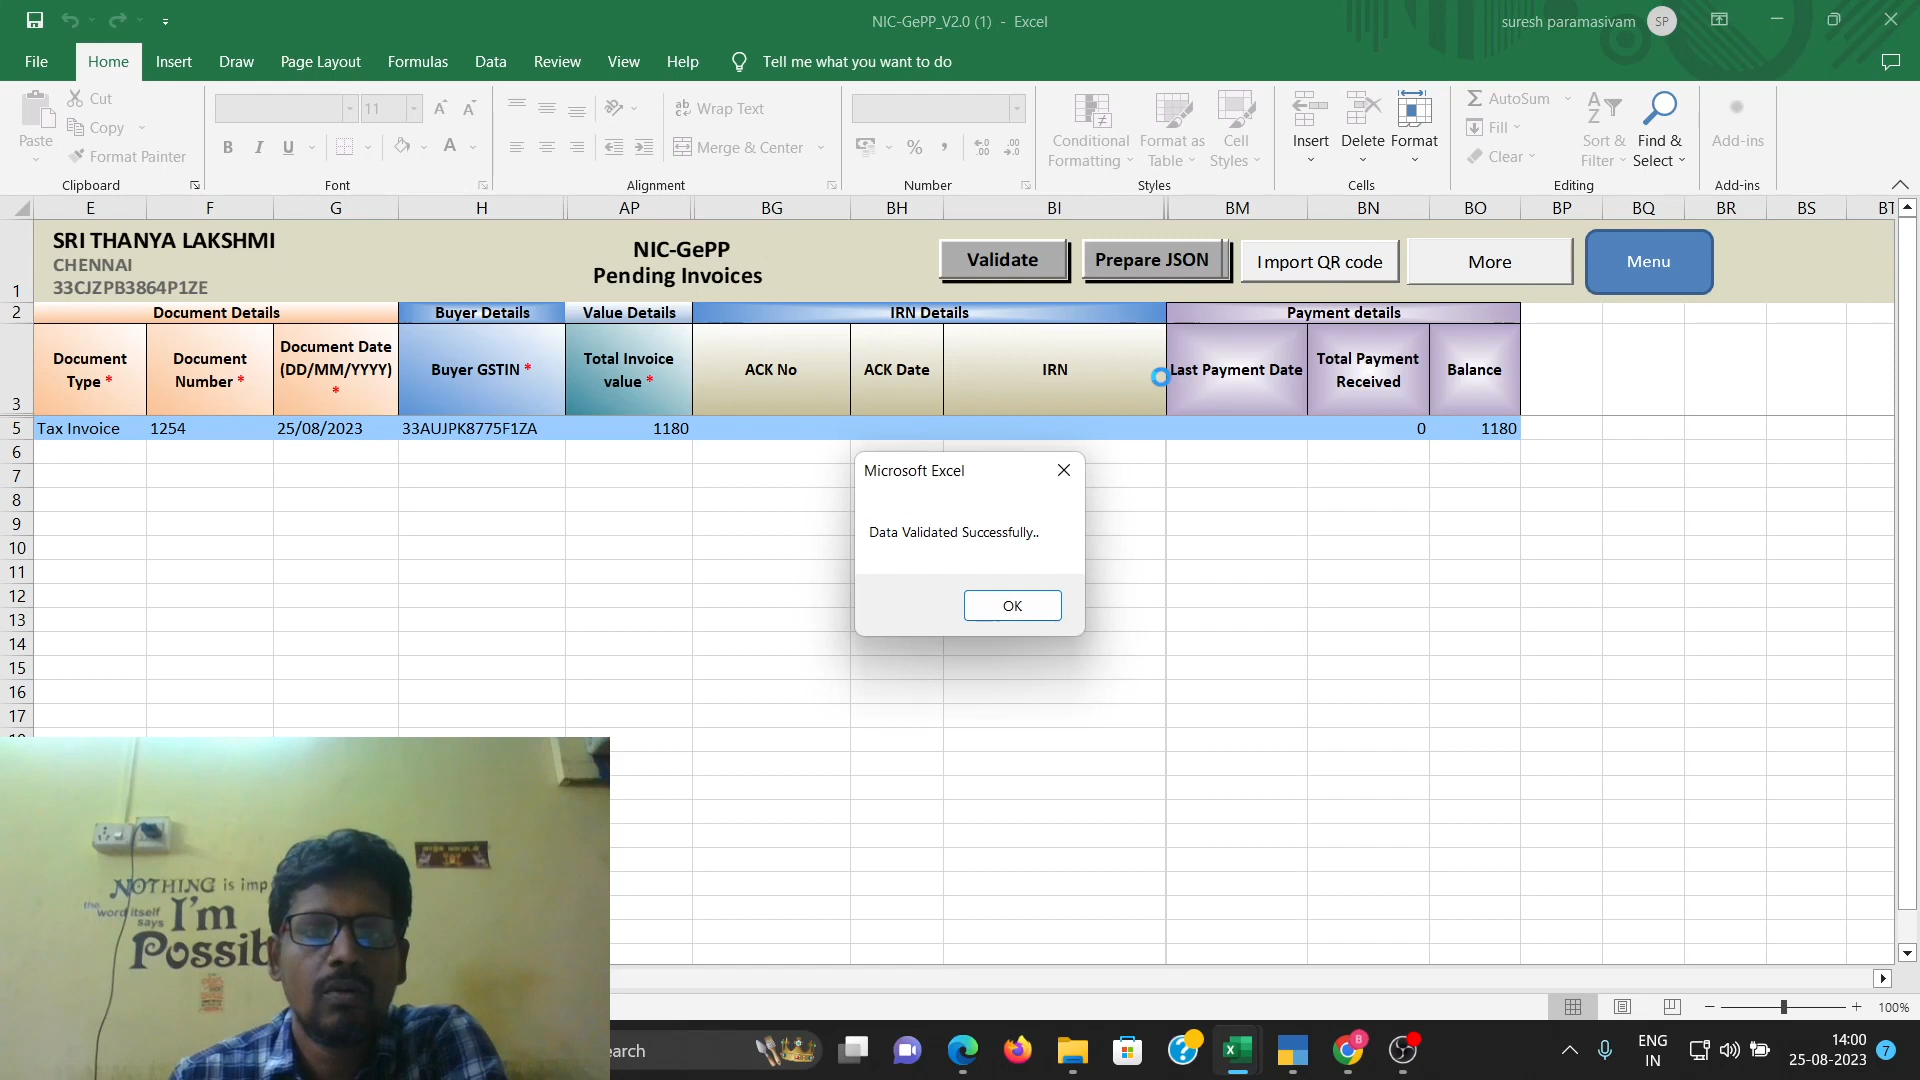 NIC-GePP_V2.0 (1) - Excel
suresh paramasivam SP
File Home Insert Draw Page Layout Formulas Data Review View Help Tell me what you want to do
Paste
Cut
Copy
Format Painter
Clipboard
11
B I U A
Font
ab Wrap Text
Merge & Center
Alignment
% ,
Number
Conditional Formatting
Format as Table
Cell Styles
Styles
Insert Delete Format
Cells
AutoSum
Fill
Clear
Sort & Filter
Find & Select
Editing
Add-ins
Add-ins
E F G H AP BG BH BI BM BN BO BP BQ BR BS BT
SRI THANYA LAKSHMI
CHENNAI
33CJZPB3864P1ZE
NIC-GePP
Pending Invoices
Validate Prepare JSON Import QR code More Menu
1
2 Document Details Buyer Details Value Details IRN Details Payment details
3 Document Type * Document Number * Document Date (DD/MM/YYYY) * Buyer GSTIN * Total Invoice value * ACK No ACK Date IRN Last Payment Date Total Payment Received Balance
5 Tax Invoice 1254 25/08/2023 33AUJPK8775F1ZA 1180 0 1180
6
7
8
9
10
11
12
13
14
15
16
17
Microsoft Excel
Data Validated Successfully..
OK
NOTHING is imp
the word itself
says
I'm
Possib
100%
earch
ENG
IN
14:00
25-08-2023
7